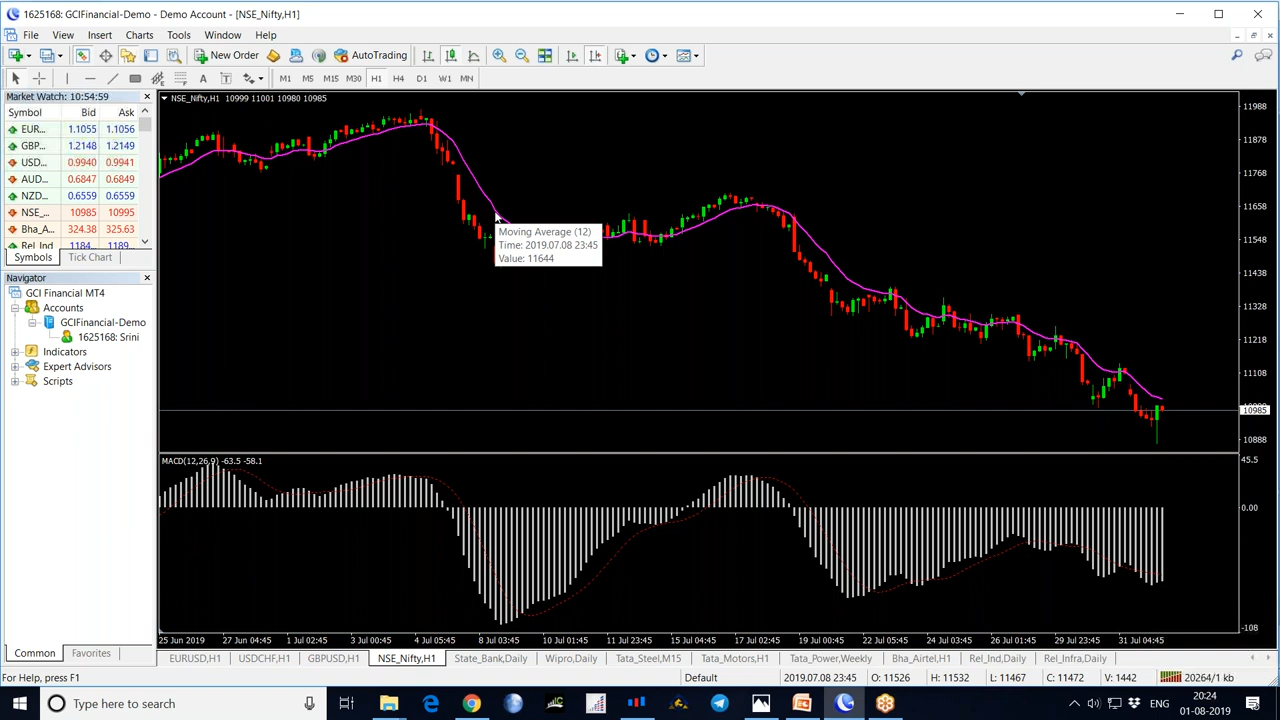 1625168: GCIFinancial-Demo - Demo Account - [NSE_Nifty,H1]
File View Insert Charts Tools Window Help
New Order AutoTrading
A T M1 M5 M15 M30 H1 H4 D1 W1 MN
Market Watch: 10:54:59
Symbol Bid Ask
EUR... 1.1055 1.1056
GBP... 1.2148 1.2149
USD... 0.9940 0.9941
AUD... 0.6847 0.6849
NZD... 0.6559 0.6559
NSE_... 10985 10995
Bha_A... 324.38 325.63
Rel_Ind 1184... 1189...
Symbols Tick Chart
Navigator
GCI Financial MT4
Accounts
GCIFinancial-Demo
1625168: Srini
Indicators
Expert Advisors
Scripts
Common Favorites
NSE_Nifty,H1 10999 11001 10980 10985
Moving Average (12)
Time: 2019.07.08 23:45
Value: 11644
11988
11878
11768
11658
11548
11438
11328
11218
11108
10985
10888
MACD(12,26,9) -63.5 -58.1
45.5
0.00
-108
25 Jun 2019 27 Jun 04:45 1 Jul 02:45 3 Jul 00:45 4 Jul 05:45 8 Jul 03:45 10 Jul 01:45 11 Jul 23:45 15 Jul 04:45 17 Jul 02:45 19 Jul 00:45 22 Jul 05:45 24 Jul 03:45 26 Jul 01:45 29 Jul 23:45 31 Jul 04:45
EURUSD,H1 USDCHF,H1 GBPUSD,H1 NSE_Nifty,H1 State_Bank,Daily Wipro,Daily Tata_Steel,M15 Tata_Motors,H1 Tata_Power,Weekly Bha_Airtel,H1 Rel_Ind,Daily Rel_Infra,Daily
For Help, press F1 Default 2019.07.08 23:45 O: 11526 H: 11532 L: 11467 C: 11472 V: 1442 20264/1 kb
Type here to search ENG 20:24
01-08-2019